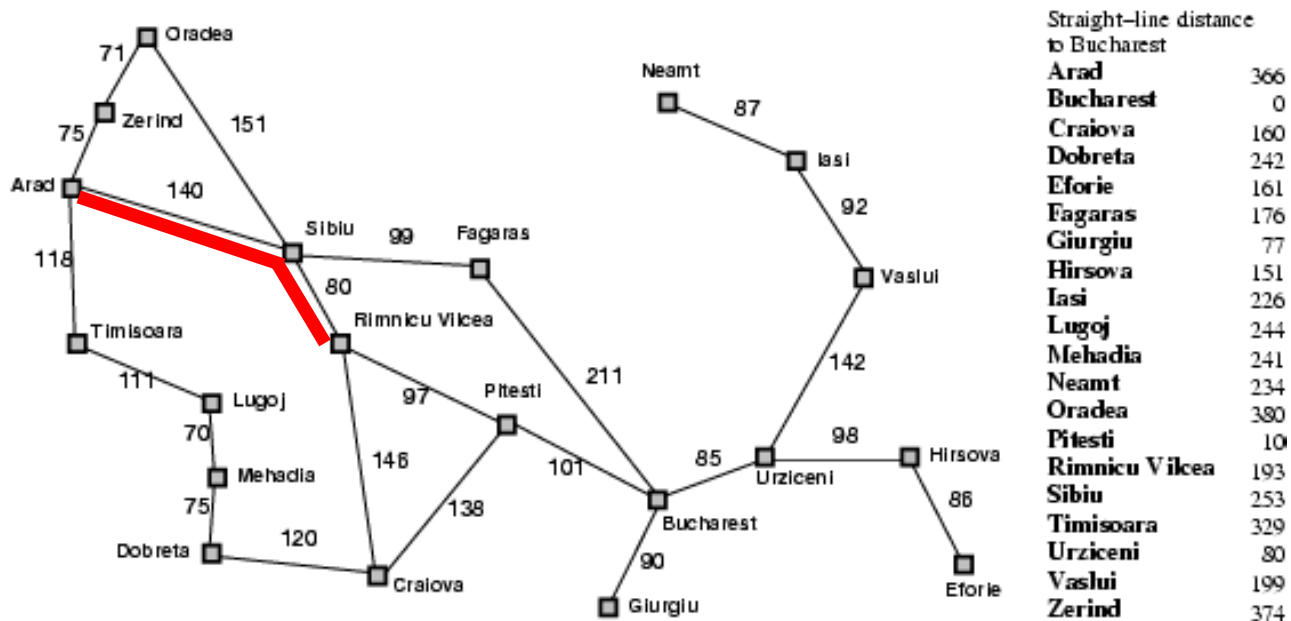 Oradea
71
Neamt
87
Zerind
151
75
Iasi
Arad
140
92
Sibiu
99
Fagaras
118
80
Vaslui
Rimnicu Vilcea
Timisoara
111
142
211
Pitesti
97
Lugoj
70
98
Hirsova
85
146
101
Urziceni
Mehadia
86
138
75
Bucharest
120
Dobreta
90
Craiova
Eforie
Giurgiu
Straight-line distance
to Bucharest
Arad 366
Bucharest 0
Craiova 160
Dobreta 242
Eforie 161
Fagaras 176
Giurgiu 77
Hirsova 151
Iasi 226
Lugoj 244
Mehadia 241
Neamt 234
Oradea 380
Pitesti 10
Rimnicu Vilcea 193
Sibiu 253
Timisoara 329
Urziceni 80
Vaslui 199
Zerind 374